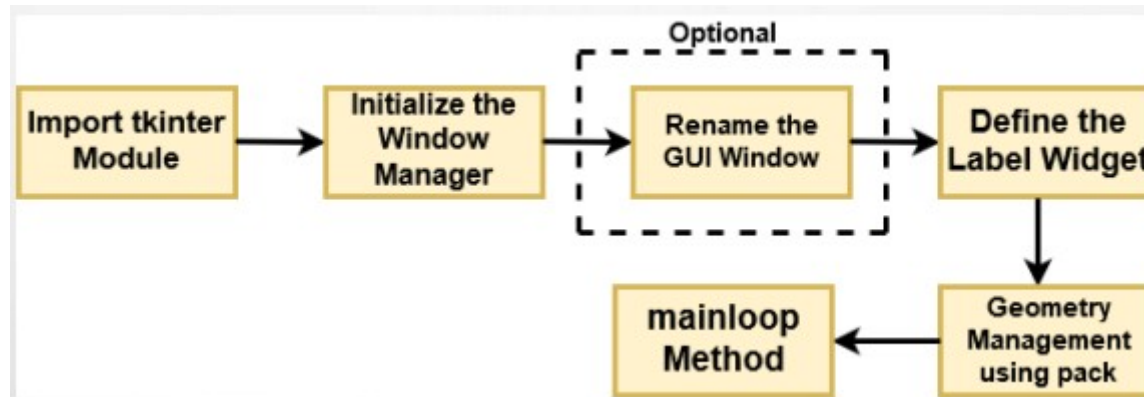 Optional
Import tkinter
Module
Initialize the
Window
Manager
Rename the
GUI Window
Define the
Label Widget
Geometry
Management
using pack
mainloop
Method